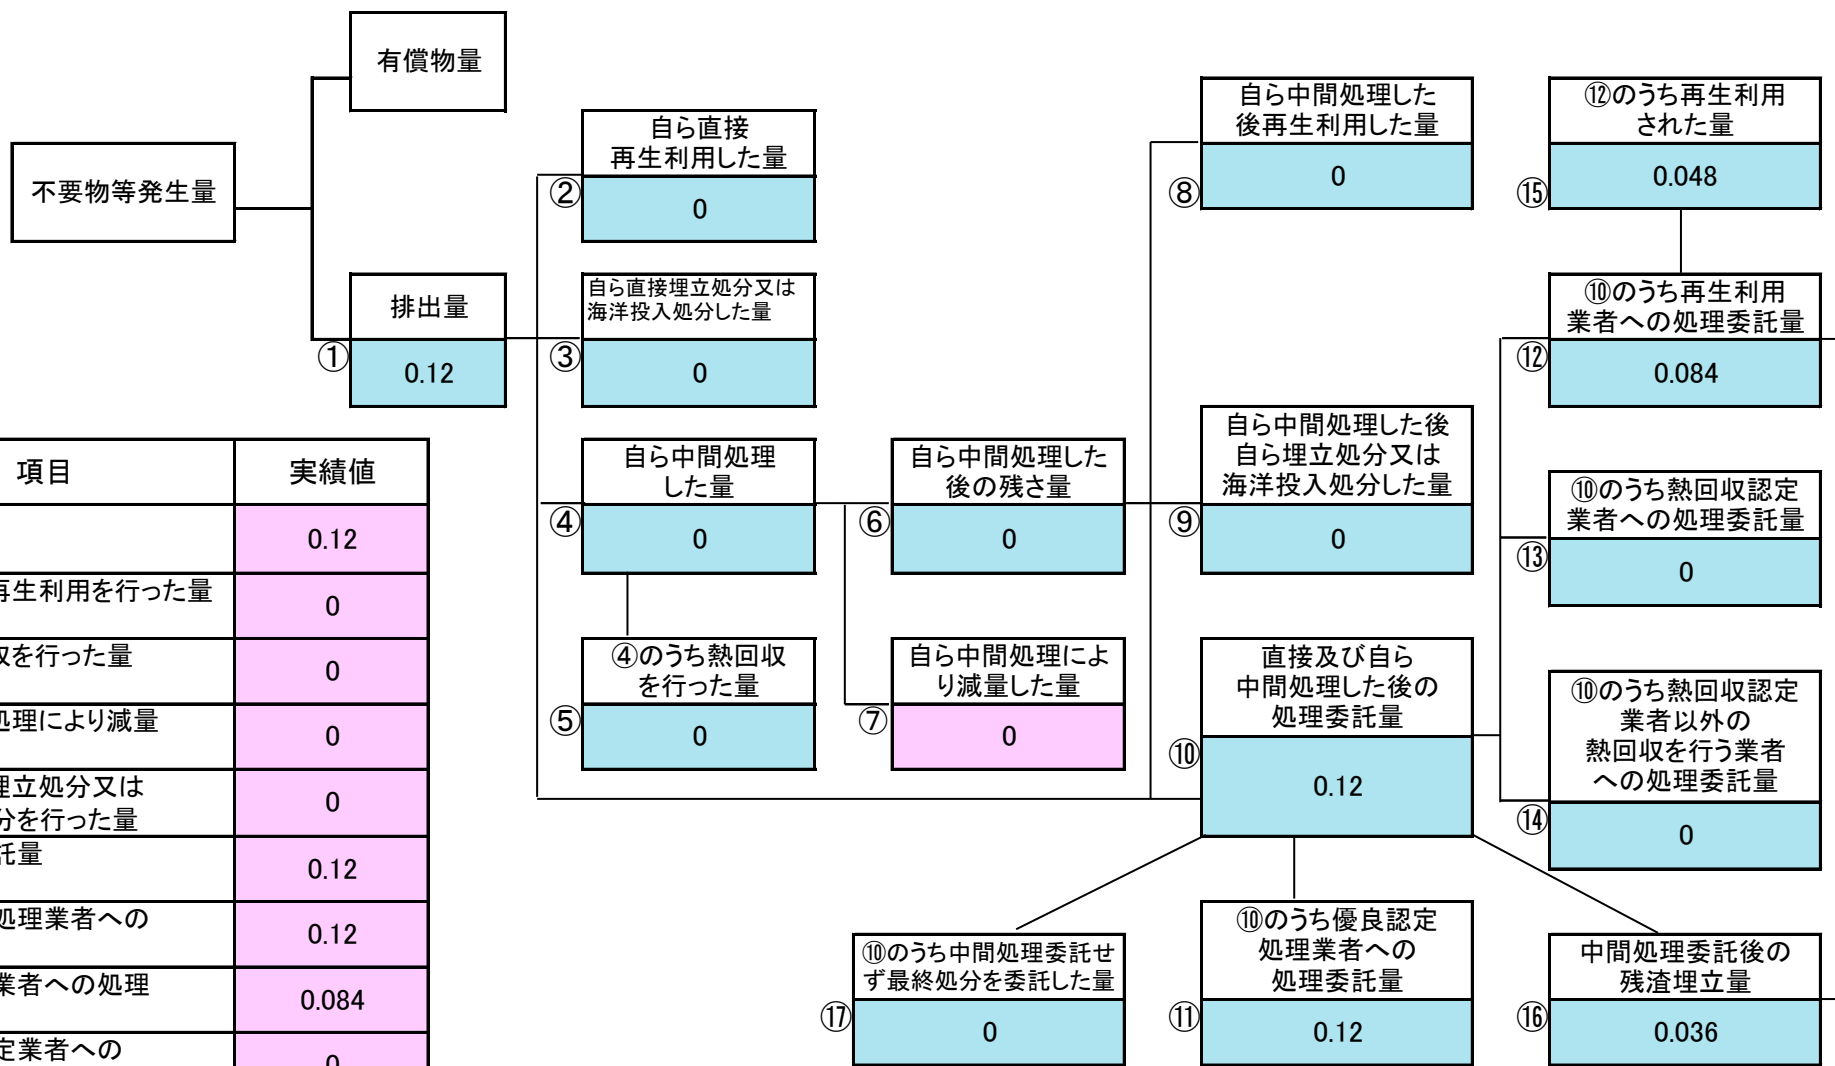 有償物量
不要物等発生量
排出量
①
0.12
自ら直接
再生利用した量
②
0
自ら直接埋立処分又は
海洋投入処分した量
③
0
自ら中間処理
した量
④
0
④のうち熱回収
を行った量
⑤
0
自ら中間処理した
後の残さ量
⑥
0
自ら中間処理によ
り減量した量
⑦
0
自ら中間処理した
後再生利用した量
⑧
0
自ら中間処理した後
自ら埋立処分又は
海洋投入処分した量
⑨
0
直接及び自ら
中間処理した後の
処理委託量
⑩
0.12
⑩のうち優良認定
処理業者への
処理委託量
⑪
0.12
⑩のうち中間処理委託せ
ず最終処分を委託した量
⑰
0
⑫のうち再生利用
された量
⑮
0.048
⑩のうち再生利用
業者への処理委託量
⑫
0.084
⑩のうち熱回収認定
業者への処理委託量
⑬
0
⑩のうち熱回収認定
業者以外の
熱回収を行う業者
への処理委託量
⑭
0
中間処理委託後の
残渣埋立量
⑯
0.036
項目 実績値
0.12
再生利用を行った量 0
収を行った量 0
処理により減量 0
埋立処分又は
分を行った量 0
託量 0.12
処理業者への 0.12
業者への処理 0.084
定業者への 0